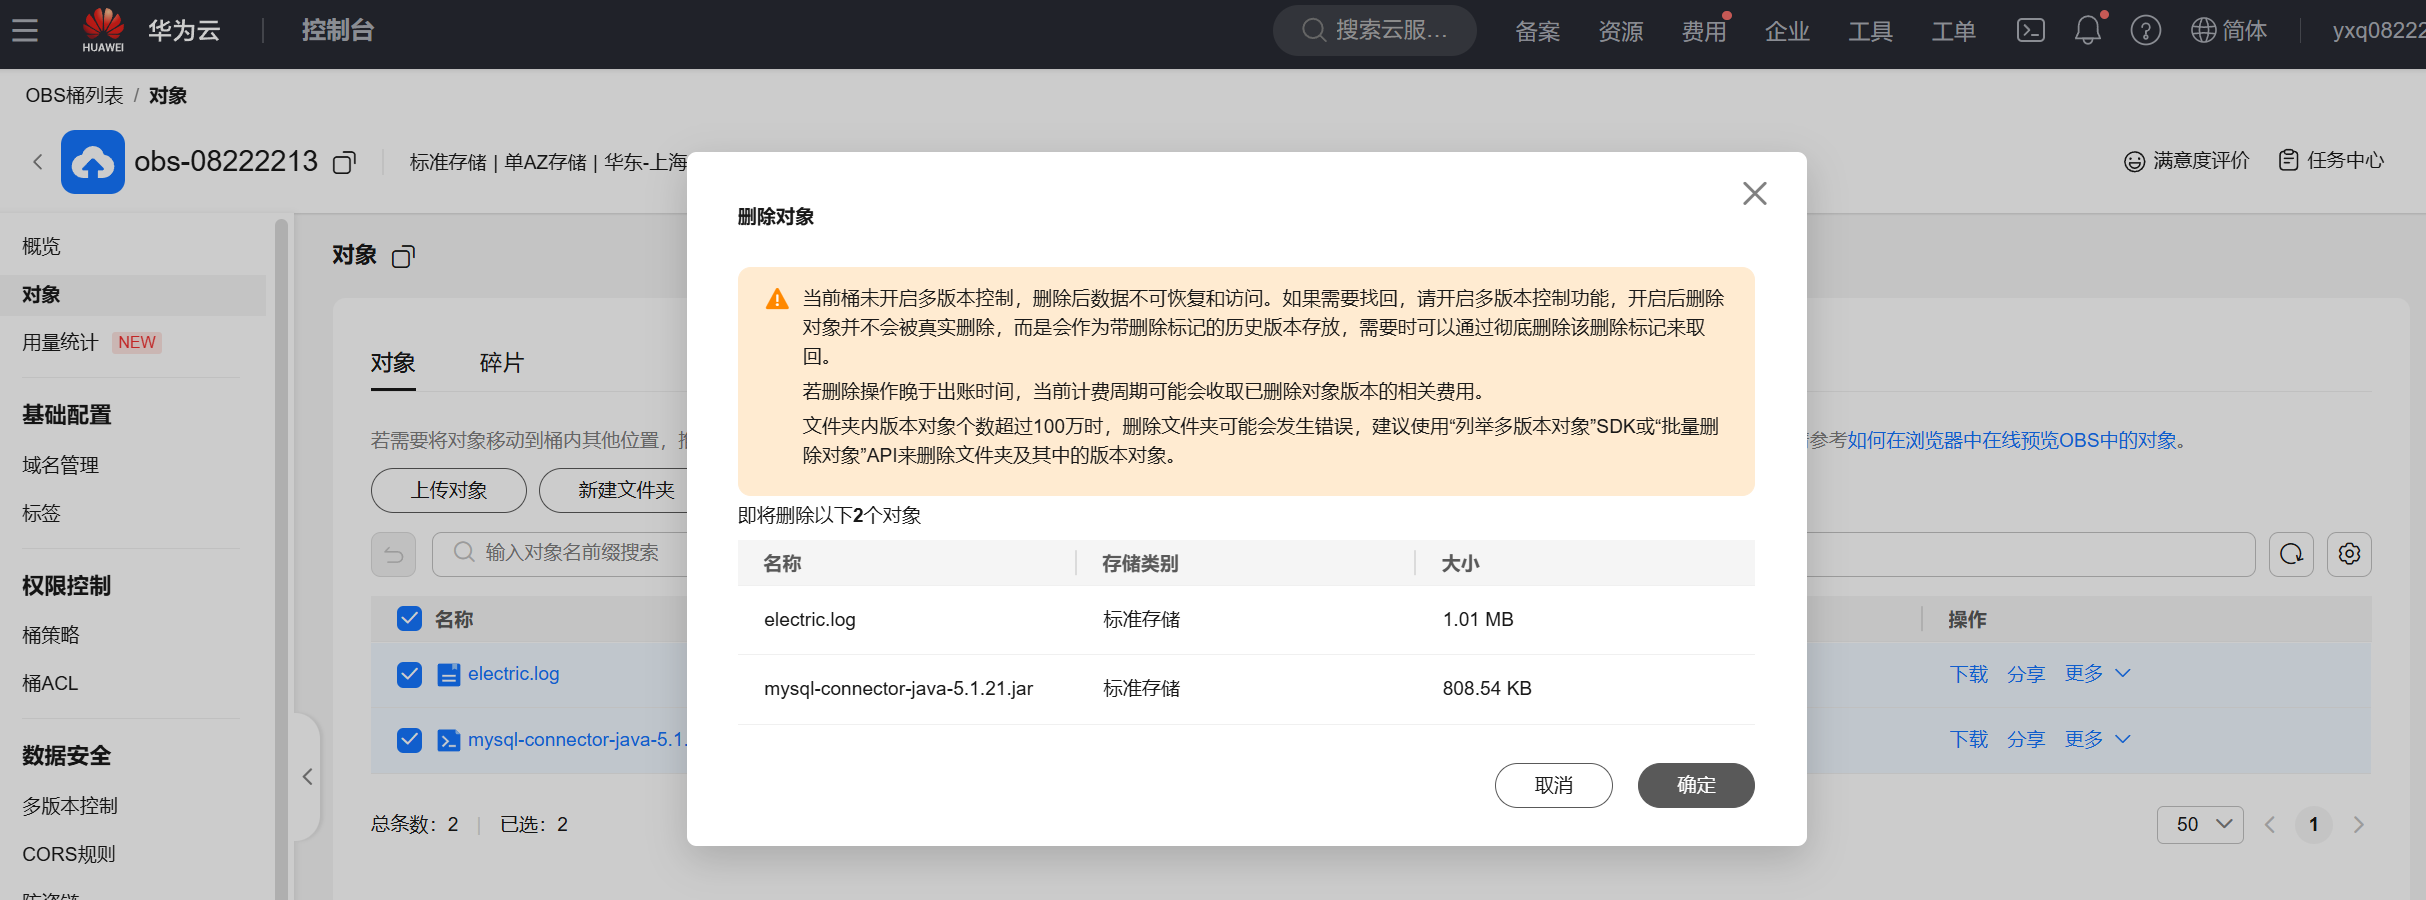 HUAWEI
华为云
控制台
搜索云服...
备案
资源
费用
企业
工具
工单
简体
yxq08222
OBS桶列表 / 对象
obs-08222213
标准存储 | 单AZ存储 | 华东-上海
满意度评价
任务中心
概览
对象
用量统计 NEW
基础配置
域名管理
标签
权限控制
桶策略
桶ACL
数据安全
多版本控制
CORS规则
对象
对象
碎片
若需要将对象移动到桶内其他位置，
参考如何在浏览器中在线预览OBS中的对象。
上传对象
新建文件夹
输入对象名前缀搜索
名称
操作
electric.log
下载 分享 更多
mysql-connector-java-5.1.
下载 分享 更多
总条数：2
已选：2
50
1
删除对象
当前桶未开启多版本控制，删除后数据不可恢复和访问。如果需要找回，请开启多版本控制功能，开启后删除
对象并不会被真实删除，而是会作为带删除标记的历史版本存放，需要时可以通过彻底删除该删除标记来取
回。
若删除操作晚于出账时间，当前计费周期可能会收取已删除对象版本的相关费用。
文件夹内版本对象个数超过100万时，删除文件夹可能会发生错误，建议使用“列举多版本对象”SDK或“批量删
除对象”API来删除文件夹及其中的版本对象。
即将删除以下2个对象
名称 存储类别 大小
electric.log 标准存储 1.01 MB
mysql-connector-java-5.1.21.jar 标准存储 808.54 KB
取消
确定